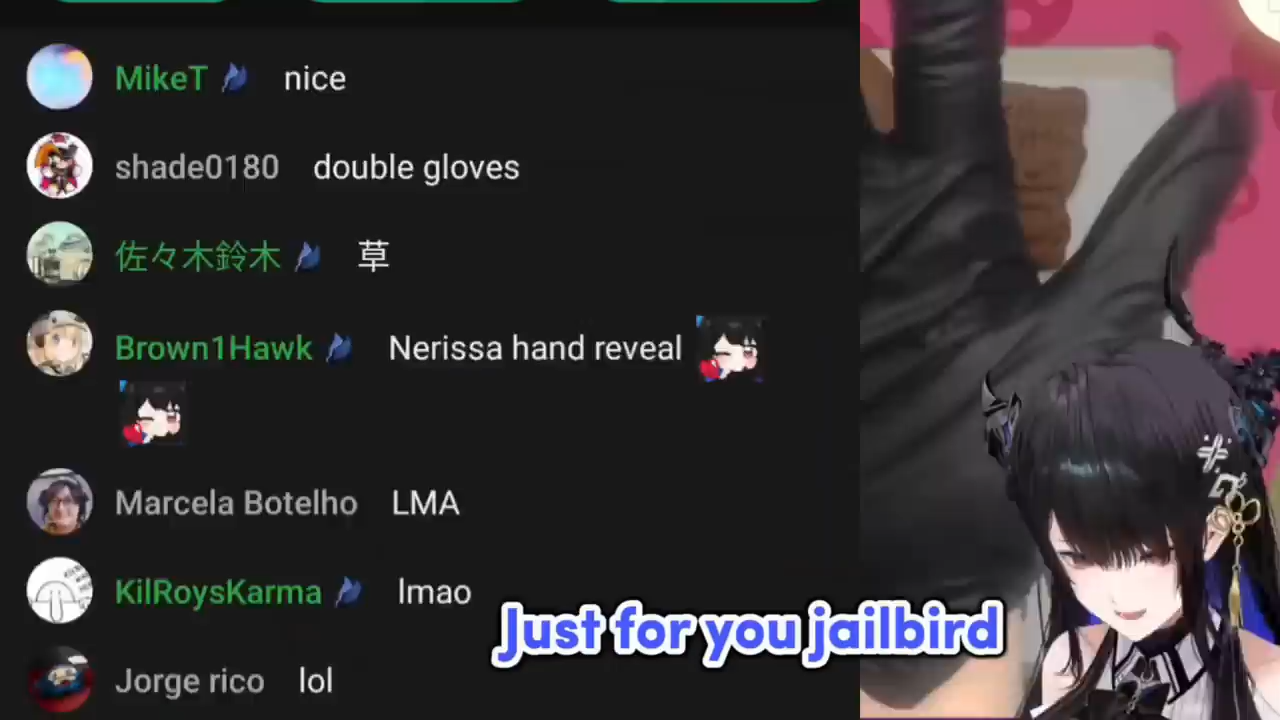 MikeT nice
shade0180 double gloves
佐々木鈴木 草
Brown1Hawk Nerissa hand reveal
Marcela Botelho LMA
KilRoysKarma lmao
Just for you jailbird
Jorge rico lol